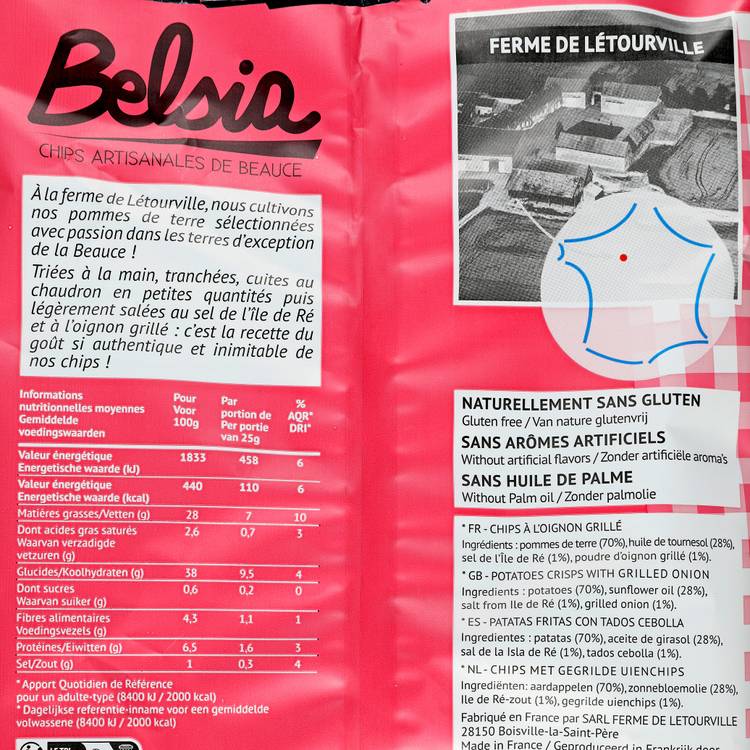 Belsia
CHIPS ARTISANALES DE BEAUCE
À la ferme de Létourville, nous cultivons
nos pommes de terre sélectionnées
avec passion dans les terres d'exception
de la Beauce !
Triées à la main, tranchées, cuites au
chaudron en petites quantités puis
légèrement salées au sel de l'île de Ré
et à l'oignon grillé : c'est la recette du
goût si authentique et inimitable de
nos chips !
Informations
nutritionnelles moyennes
Gemiddelde
voedingswaarden
Pour
Voor
100g
Par
portion de
Per portie
van 25g
%
AQR*
DRI*
Valeur énergétique
Energetische waarde (kJ) 1833 458 6
Valeur énergétique
Energetische waarde (kcal) 440 110 6
Matières grasses/Vetten (g) 28 7 10
Dont acides gras saturés 2,6 0,7 3
Waarvan verzadigde
vetzuren (g)
Glucides/Koolhydraten (g) 38 9,5 4
Dont sucres 0,6 0,2 0
Waarvan suiker (g)
Fibres alimentaires 4,3 1,1 1
Voedingsvezels (g)
Protéines/Eiwitten (g) 6,5 1,6 3
Sel/Zout (g) 1 0,3 4
* Apport Quotidien de Référence
pour un adulte-type (8400 kJ / 2000 kcal)
* Dagelijkse referentie-inname voor een gemiddelde
volwassene (8400 kJ / 2000 kcal)
FERME DE LÉTOURVILLE
NATURELLEMENT SANS GLUTEN
Gluten free / Van nature glutenvrij
SANS ARÔMES ARTIFICIELS
Without artificial flavors / Zonder artificiële aroma's
SANS HUILE DE PALME
Without Palm oil / Zonder palmolie
* FR - CHIPS À L'OIGNON GRILLÉ
Ingrédients : pommes de terre (70%), huile de tournesol (28%),
sel de l'Île de Ré (1%), poudre d'oignon grillé (1%).
* GB - POTATOES CRISPS WITH GRILLED ONION
Ingredients : potatoes (70%), sunflower oil (28%),
salt from Ile de Ré (1%), grilled onion (1%).
* ES - PATATAS FRITAS CON TADOS CEBOLLA
Ingredientes : patatas (70%), aceite de girasol (28%),
sal de la Isla de Ré (1%), tados cebolla (1%).
* NL - CHIPS MET GEGRILDE UIENCHIPS
Ingrediënten: aardappelen (70%), zonnebloemolie (28%),
Ile de Ré-zout (1%), gegrilde uienchips (1%).
Fabriqué en France par SARL FERME DE LETOURVILLE
28150 Boisville-la-Saint-Père
Made in France / Geproduceerd in Frankrijk door